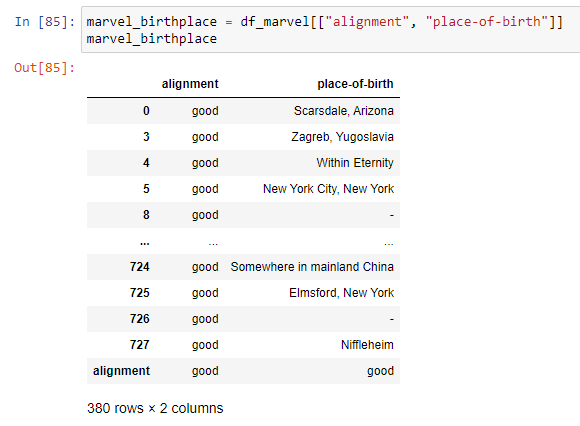 In [85]: marvel_birthplace = df_marvel[["alignment", "place-of-birth"]]
marvel_birthplace
Out[85]:
alignment place-of-birth
0 good Scarsdale, Arizona
3 good Zagreb, Yugoslavia
4 good Within Eternity
5 good New York City, New York
8 good -
... ... ...
724 good Somewhere in mainland China
725 good Elmsford, New York
726 good -
727 good Niffleheim
alignment good good
380 rows × 2 columns